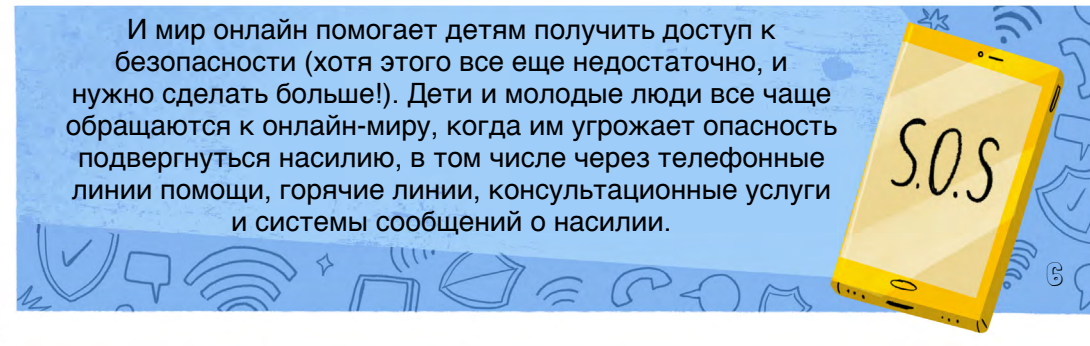 И мир онлайн помогает детям получить доступ к
безопасности (хотя этого все еще недостаточно, и
нужно сделать больше!). Дети и молодые люди все чаще
обращаются к онлайн-миру, когда им угрожает опасность
подвергнуться насилию, в том числе через телефонные
линии помощи, горячие линии, консультационные услуги
и системы сообщений о насилии.
S.O.S
6